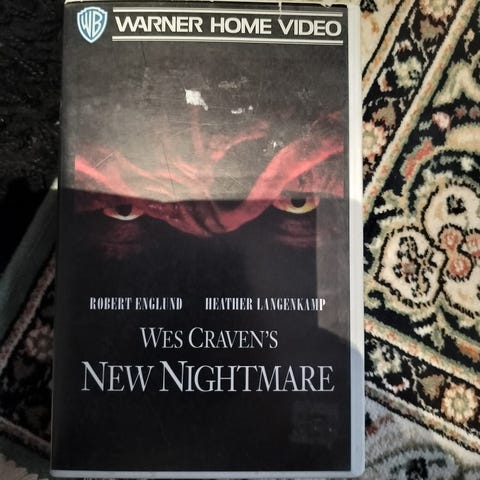 WB WARNER HOME VIDEO
ROBERT ENGLUND HEATHER LANGENKAMP
WES CRAVEN'S
NEW NIGHTMARE